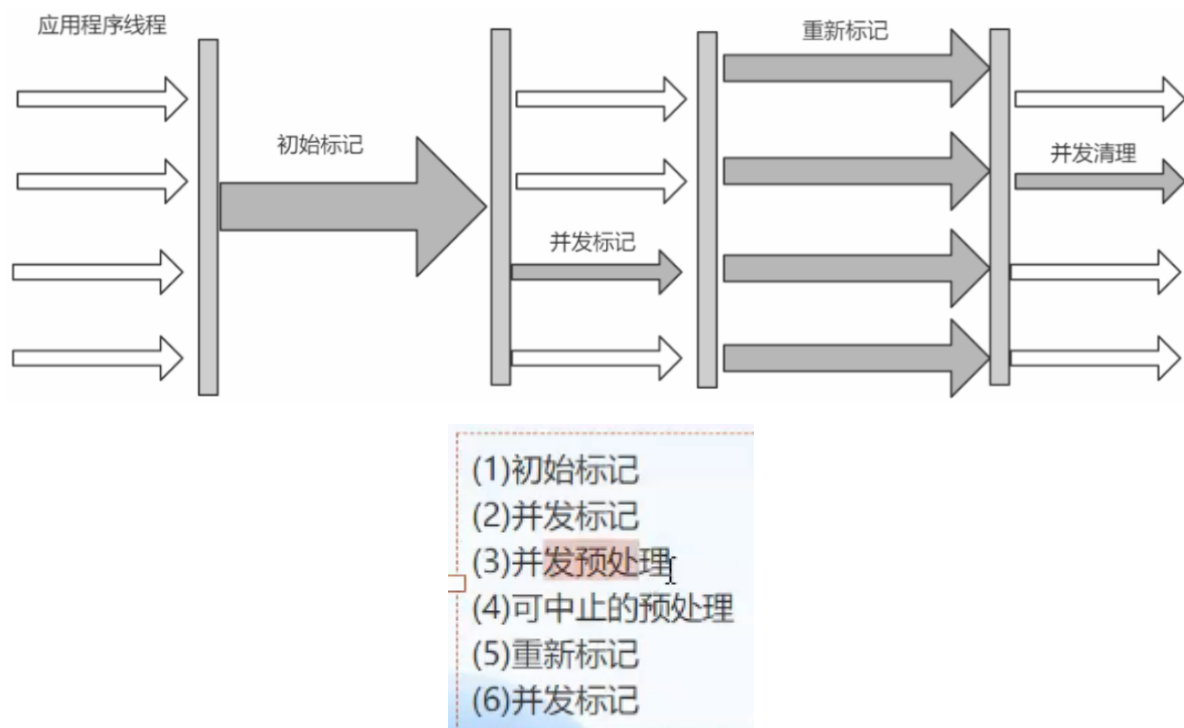 应用程序线程
重新标记
初始标记
并发清理
并发标记
(1)初始标记
(2)并发标记
(3)并发预处理
(4)可中止的预处理
(5)重新标记
(6)并发标记